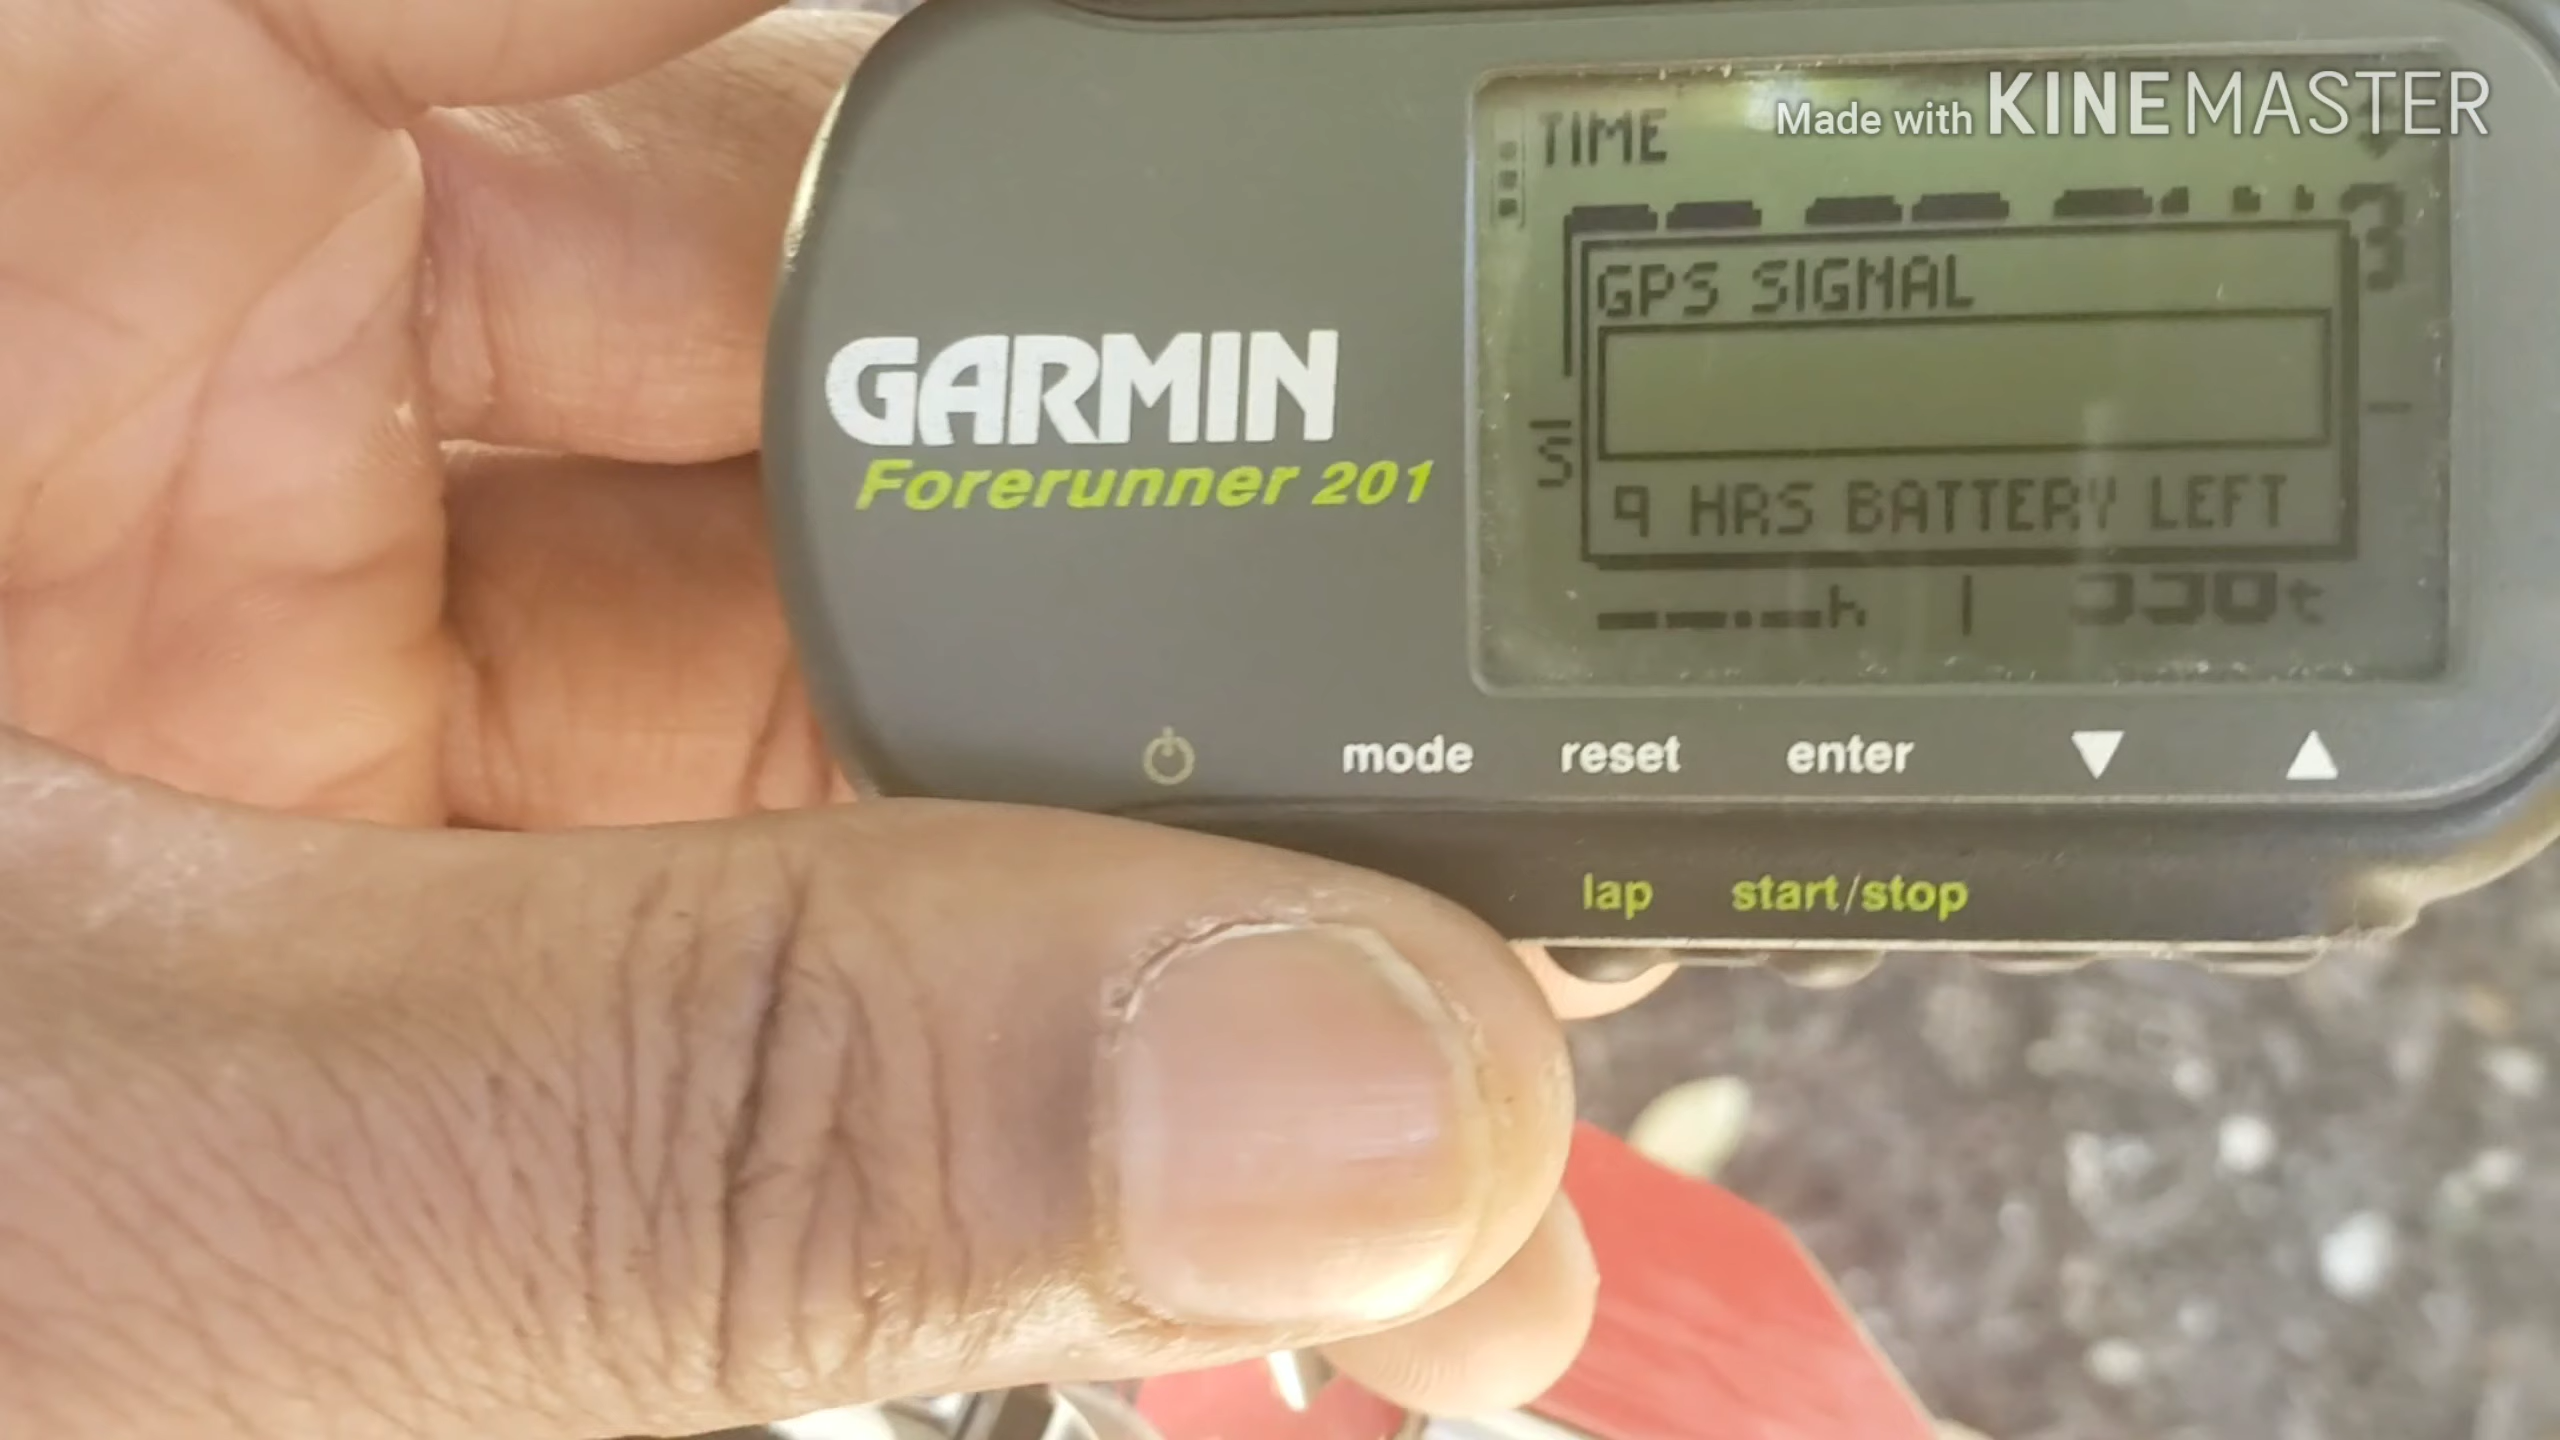 Made with KINEMASTER
TIME
GPS SIGNAL
9 HRS BATTERY LEFT
GARMIN
Forerunner 201
mode reset enter
lap start/stop